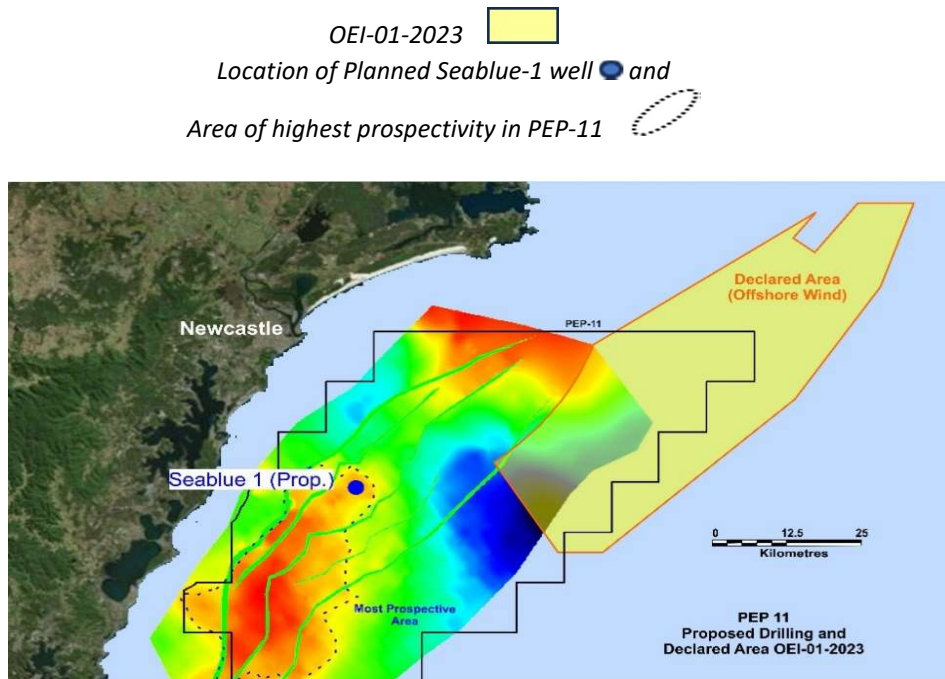 OEI-01-2023
Location of Planned Seablue-1 well and
Area of highest prospectivity in PEP-11
Declared Area
(Offshore Wind)
PEP-11
Newcastle
Seablue 1 (Prop.)
0 12.5 25
Kilometres
Most Prospective
Area
PEP 11
Proposed Drilling and
Declared Area OEI-01-2023